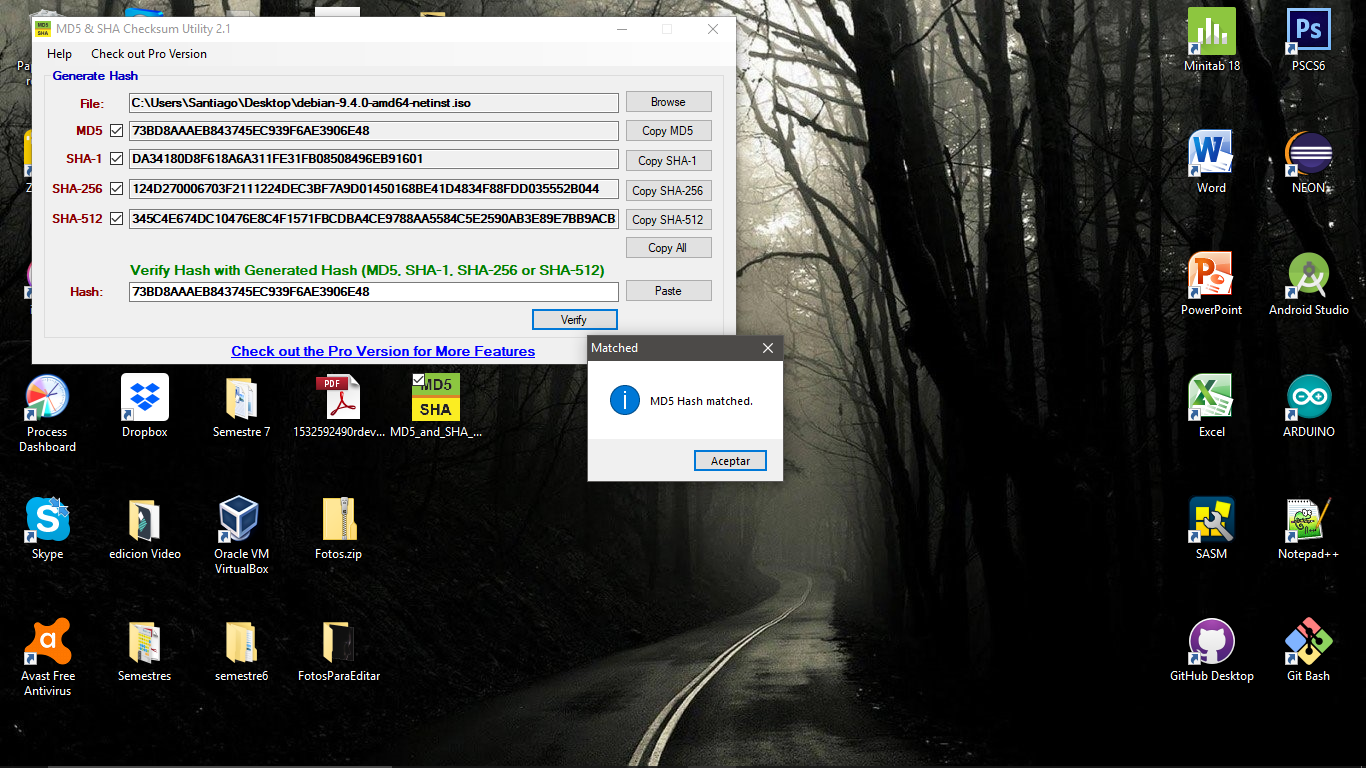 MD5 & SHA Checksum Utility 2.1
Help Check out Pro Version
Generate Hash
File: C:\Users\Santiago\Desktop\debian-9.4.0-amd64-netinst.iso Browse
MD5 73BD8AAAEB843745EC939F6AE3906E48 Copy MD5
SHA-1 DA34180D8F618A6A311FE31FB08508496EB91601 Copy SHA-1
SHA-256 124D270006703F2111224DEC3BF7A9D01450168BE41D4834F88FDD035552B044 Copy SHA-256
SHA-512 345C4E674DC10476E8C4F1571FBCDBA4CE9788AA5584C5E2590AB3E89E7BB9ACB Copy SHA-512
Copy All
Verify Hash with Generated Hash (MD5, SHA-1, SHA-256 or SHA-512)
Hash: 73BD8AAAEB843745EC939F6AE3906E48 Paste
Verify
Check out the Pro Version for More Features
Matched
MD5 Hash matched.
Aceptar
Minitab 18
PSCS6
Word
NEON
PowerPoint
Android Studio
Process
Dashboard
Dropbox
Semestre 7
PDF
1532592490rdev...
MD5
SHA
MD5_and_SHA_...
Excel
ARDUINO
Skype
edicion Video
Oracle VM
VirtualBox
Fotos.zip
SASM
Notepad++
Avast Free
Antivirus
Semestres
semestre6
FotosParaEditar
GitHub Desktop
Git Bash